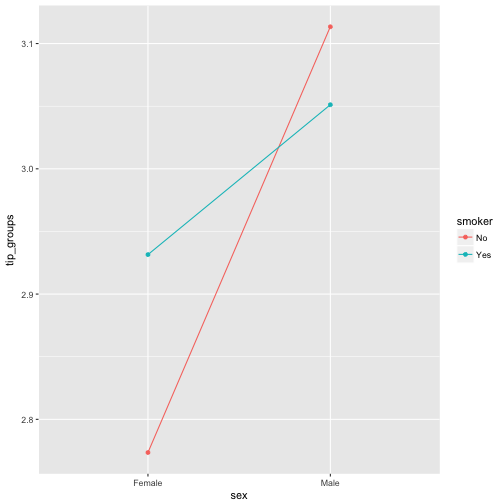 3.1
3.0
2.9
2.8
tip_groups
Female
Male
sex
smoker
No
Yes